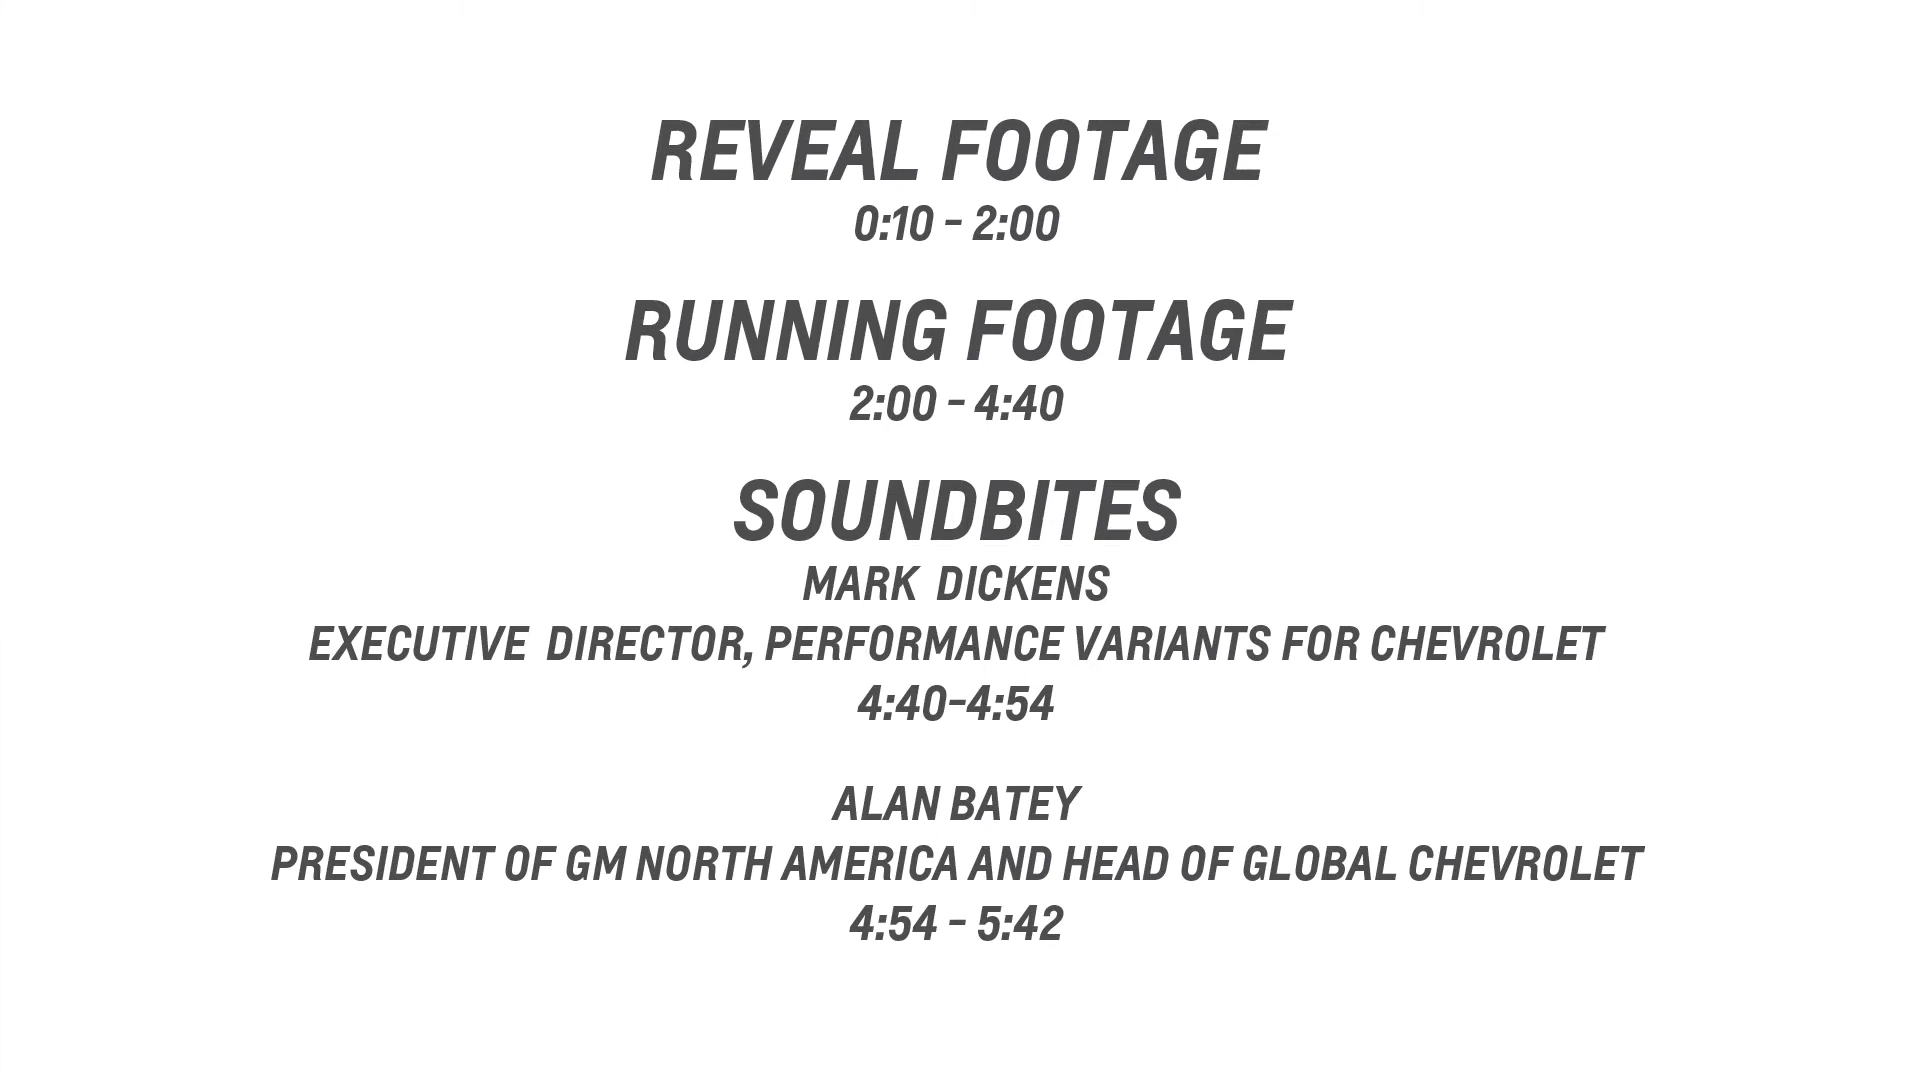 REVEAL FOOTAGE
0:10 - 2:00
RUNNING FOOTAGE
2:00 - 4:40
SOUNDBITES
MARK DICKENS
EXECUTIVE DIRECTOR, PERFORMANCE VARIANTS FOR CHEVROLET
4:40-4:54
ALAN BATEY
PRESIDENT OF GM NORTH AMERICA AND HEAD OF GLOBAL CHEVROLET
4:54 - 5:42